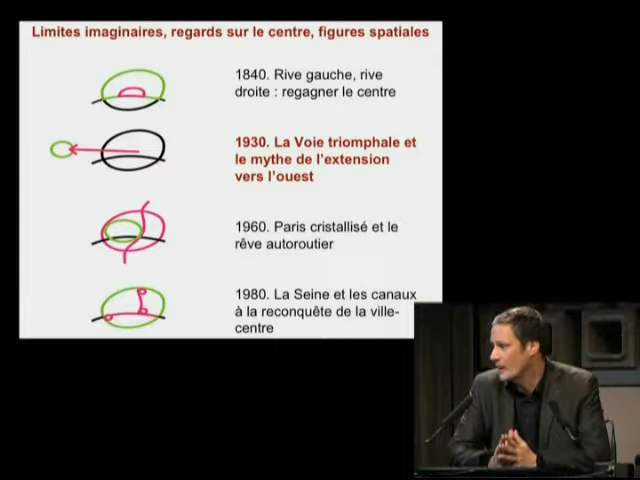 Limites imaginaires, regards sur le centre, figures spatiales
1840. Rive gauche, rive
droite : regagner le centre
1930. La Voie triomphale et
le mythe de l'extension
vers l'ouest
1960. Paris cristallisé et le
rêve autoroutier
1980. La Seine et les canaux
à la reconquête de la ville-
centre